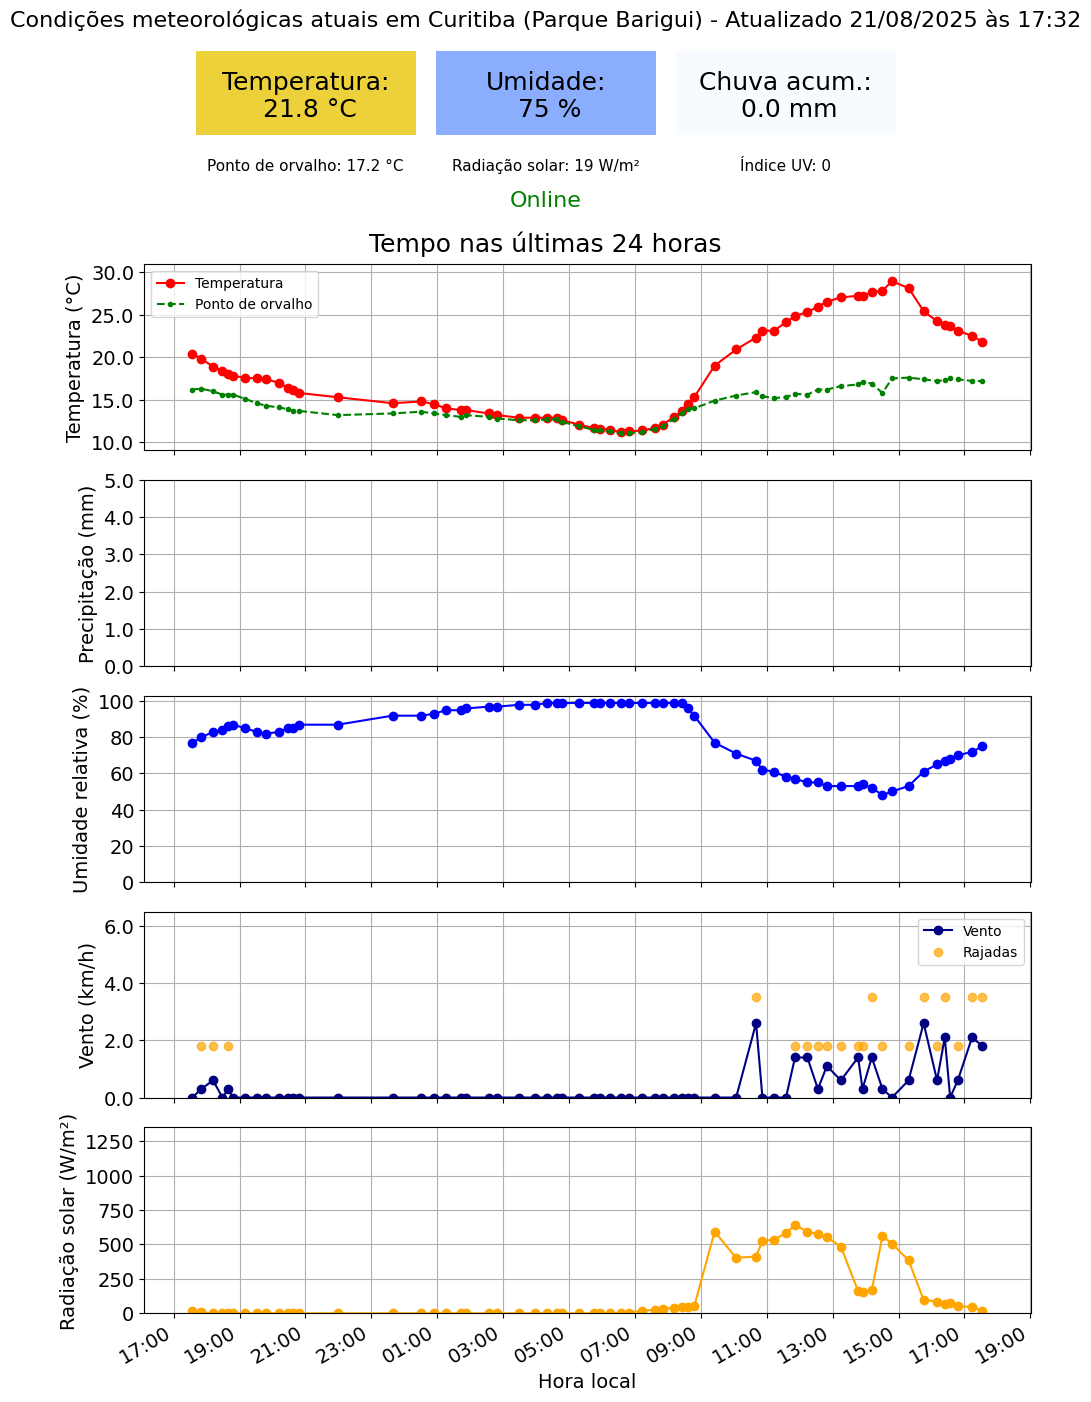 Condições meteorológicas atuais em Curitiba (Parque Barigui) - Atualizado 21/08/2025 às 17:32
Temperatura:
21.8 °C
Umidade:
75 %
Chuva acum.:
0.0 mm
Ponto de orvalho: 17.2 °C
Radiação solar: 19 W/m²
Índice UV: 0
Online
Tempo nas últimas 24 horas
Temperatura (°C)
30.0
25.0
20.0
15.0
10.0
Temperatura
Ponto de orvalho
Precipitação (mm)
5.0
4.0
3.0
2.0
1.0
0.0
Umidade relativa (%)
100
80
60
40
20
0
Vento (km/h)
6.0
4.0
2.0
0.0
Vento
Rajadas
Radiação solar (W/m²)
1250
1000
750
500
250
0
17:00
19:00
21:00
23:00
01:00
03:00
05:00
07:00
09:00
11:00
13:00
15:00
17:00
19:00
Hora local